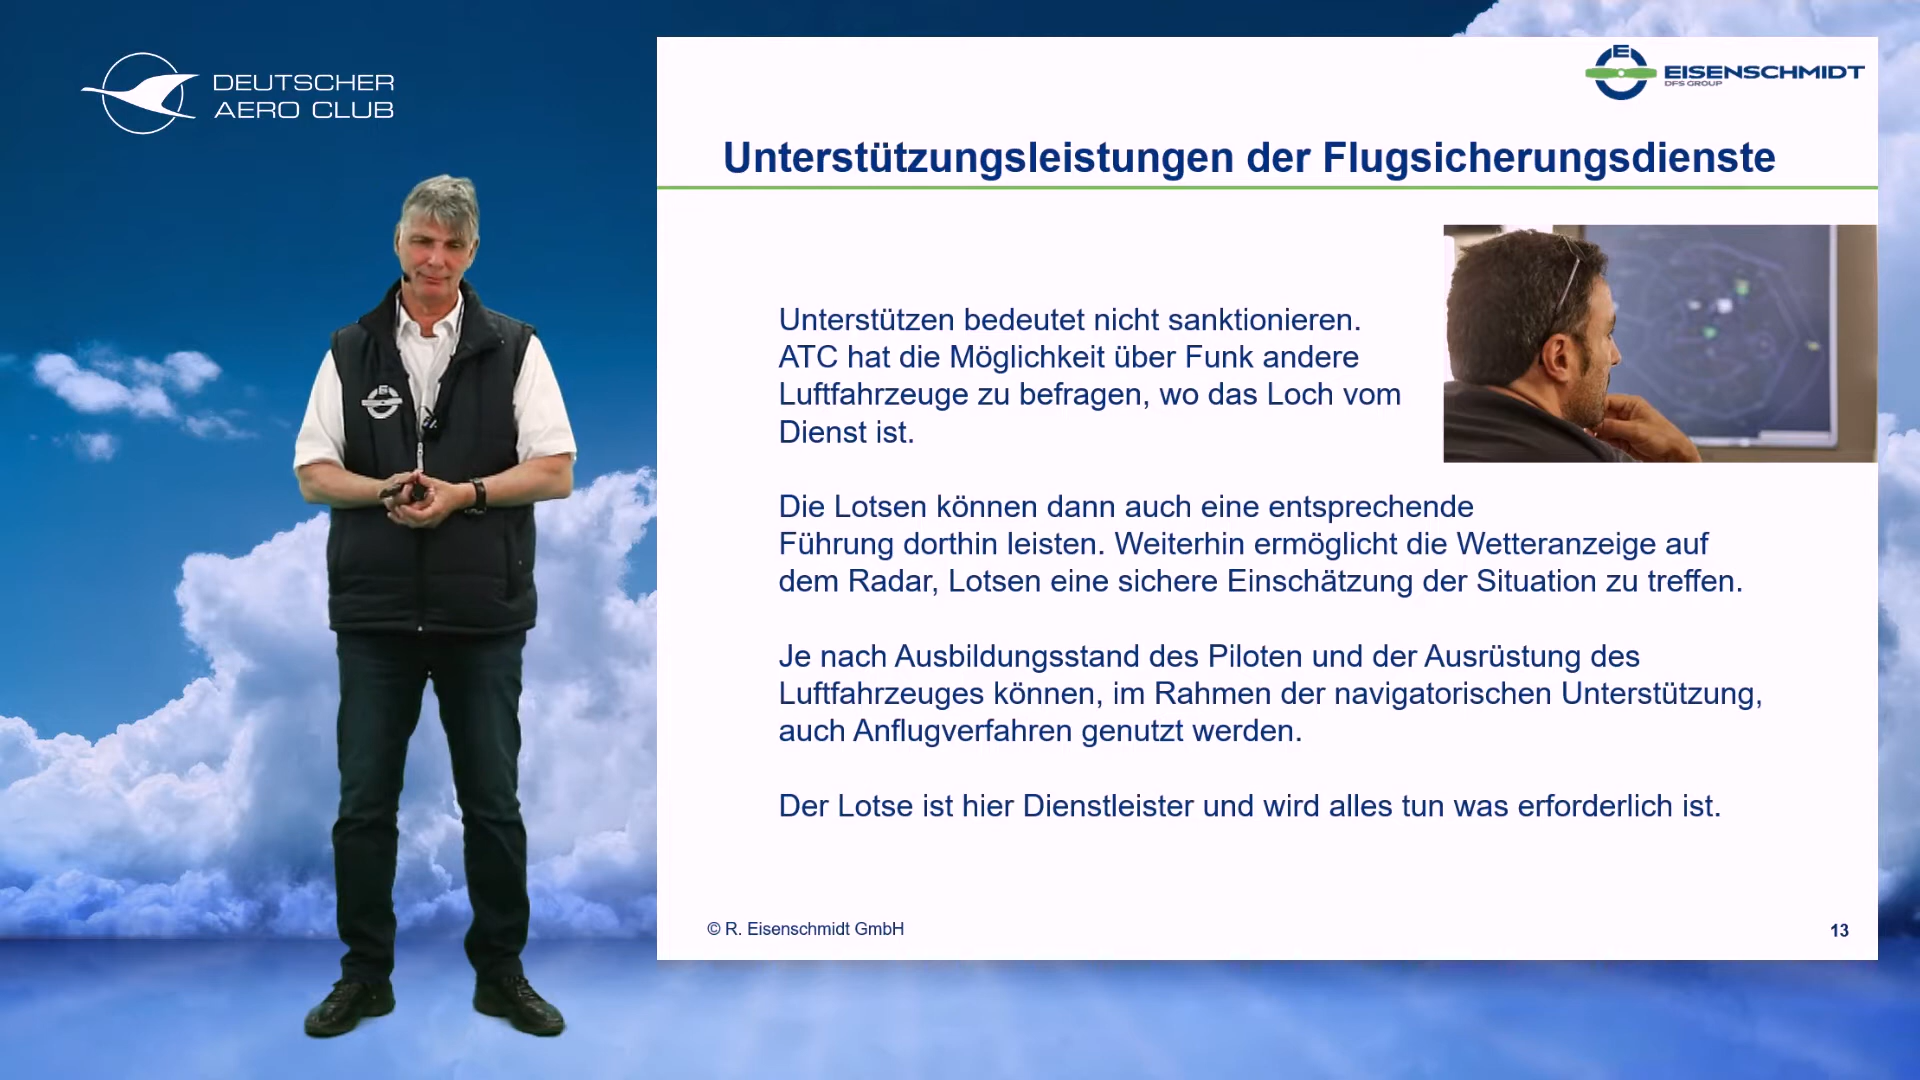 DEUTSCHER
AERO CLUB
E
EISENSCHMIDT
DFS GROUP
Unterstützungsleistungen der Flugsicherungsdienste
Unterstützen bedeutet nicht sanktionieren.
ATC hat die Möglichkeit über Funk andere
Luftfahrzeuge zu befragen, wo das Loch vom
Dienst ist.
Die Lotsen können dann auch eine entsprechende
Führung dorthin leisten. Weiterhin ermöglicht die Wetteranzeige auf
dem Radar, Lotsen eine sichere Einschätzung der Situation zu treffen.
Je nach Ausbildungsstand des Piloten und der Ausrüstung des
Luftfahrzeuges können, im Rahmen der navigatorischen Unterstützung,
auch Anflugverfahren genutzt werden.
Der Lotse ist hier Dienstleister und wird alles tun was erforderlich ist.
© R. Eisenschmidt GmbH
13